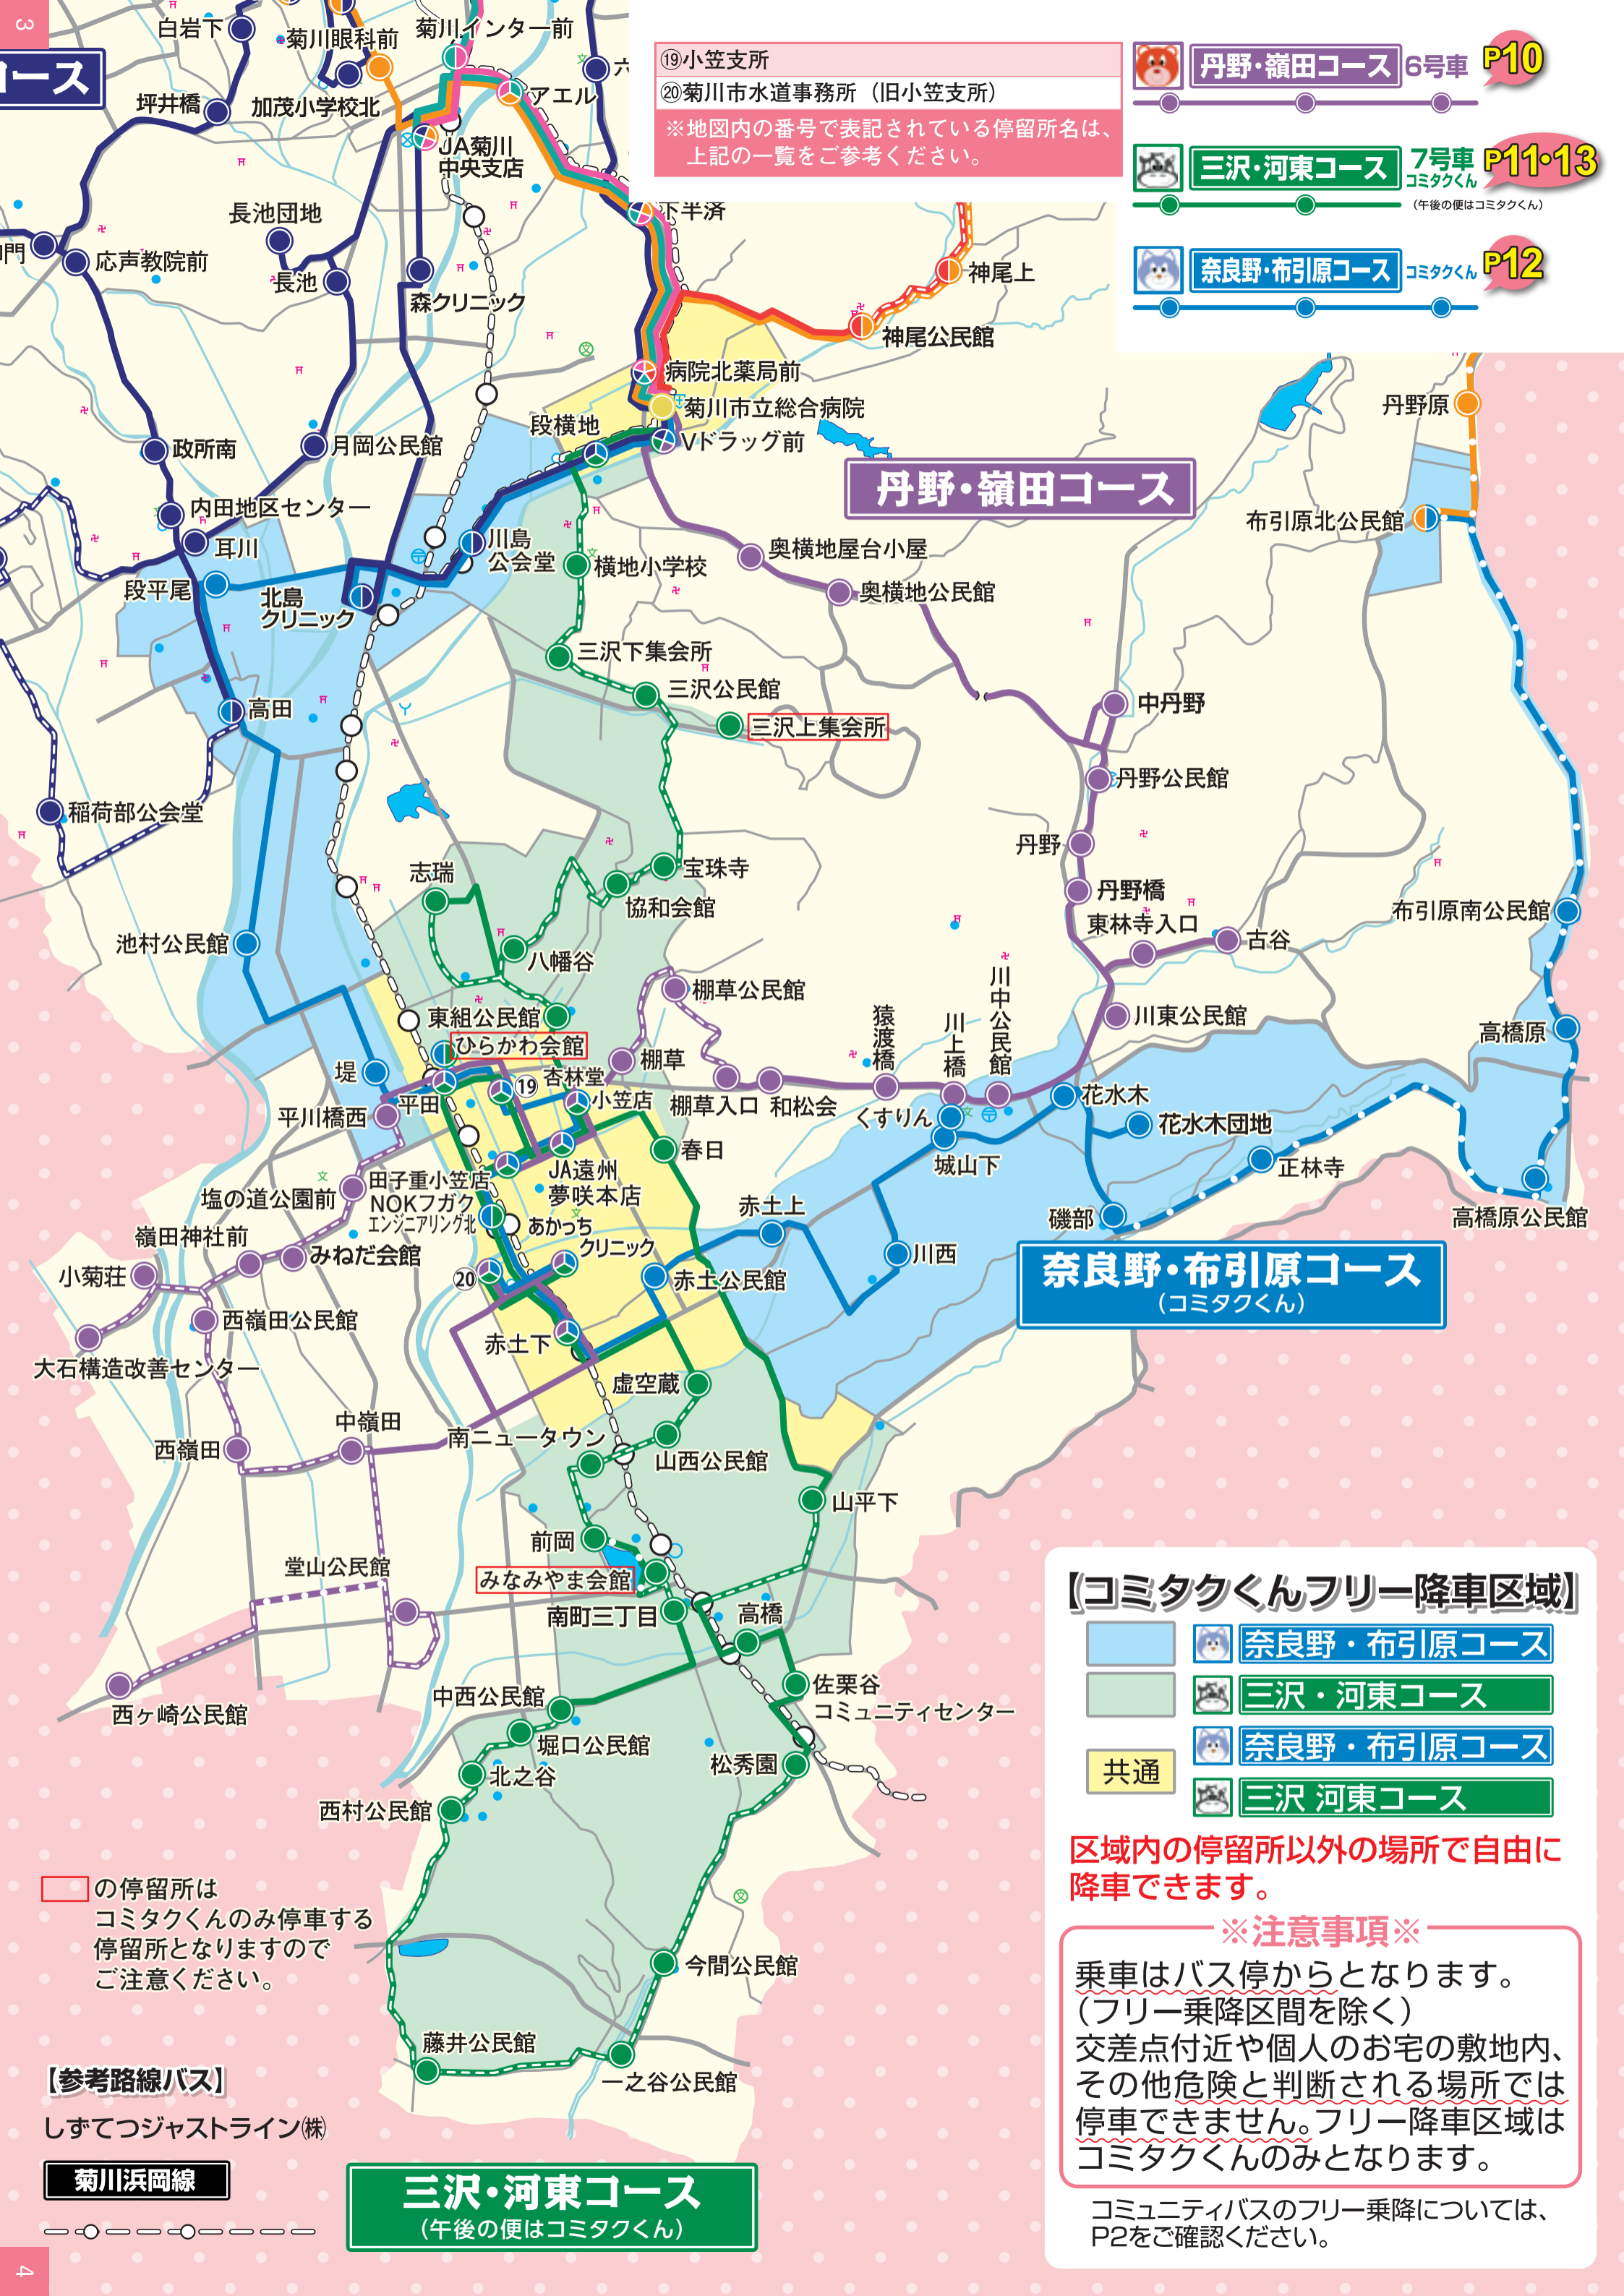 3
コース
白岩下
菊川眼科前
菊川インター前
坪井橋
加茂小学校北
アエル
六
JA菊川
中央支店
⑲小笠支所
⑳菊川市水道事務所（旧小笠支所）
※地図内の番号で表記されている停留所名は、
上記の一覧をご参考ください。
丹野・嶺田コース
6号車
P10
三沢・河東コース
7号車
コミタクくん
P11・13
（午後の便はコミタクくん）
奈良野・布引原コース
コミタクくん
P12
長池団地
門
応声教院前
長池
森クリニック
下半済
神尾上
神尾公民館
病院北薬局前
菊川市立総合病院
段横地
Vドラッグ前
丹野原
政所南
月岡公民館
丹野・嶺田コース
内田地区センター
耳川
川島
公会堂
布引原北公民館
段平尾
北島
クリニック
横地小学校
奥横地屋台小屋
奥横地公民館
三沢下集会所
三沢公民館
三沢上集会所
高田
中丹野
丹野公民館
稲荷部公会堂
丹野
志瑞
宝珠寺
協和会館
丹野橋
東林寺入口
古谷
布引原南公民館
池村公民館
八幡谷
棚草公民館
川中公民館
猿渡橋
川上橋
川東公民館
高橋原
東組公民館
ひらかわ会館
堤
棚草
平田
19
杏林堂
小笠店
棚草入口
和松会
くすりん
花水木
花水木団地
平川橋西
春日
城山下
正林寺
JA遠州
夢咲本店
田子重小笠店
塩の道公園前
NOKフガク
エンジニアリング北
赤土上
磯部
高橋原公民館
嶺田神社前
みねだ会館
あかっち
クリニック
川西
小菊荘
20
赤土公民館
奈良野・布引原コース
（コミタクくん）
西嶺田公民館
赤土下
大石構造改善センター
虚空蔵
中嶺田
西嶺田
南ニュータウン
山西公民館
山平下
前岡
堂山公民館
みなみやま会館
南町三丁目
高橋
【コミタクくんフリー降車区域】
奈良野・布引原コース
三沢・河東コース
共通
奈良野・布引原コース
三沢 河東コース
区域内の停留所以外の場所で自由に
降車できます。
西ヶ崎公民館
中西公民館
佐栗谷
コミュニティセンター
堀口公民館
松秀園
北之谷
西村公民館
の停留所は
コミタクくんのみ停車する
停留所となりますので
ご注意ください。
※注意事項※
乗車はバス停からとなります。
（フリー乗降区間を除く）
交差点付近や個人のお宅の敷地内、
その他危険と判断される場所では
停車できません。フリー降車区域は
コミタクくんのみとなります。
今間公民館
藤井公民館
一之谷公民館
【参考路線バス】
しずてつジャストライン㈱
菊川浜岡線
三沢・河東コース
（午後の便はコミタクくん）
コミュニティバスのフリー乗降については、
P2をご確認ください。
4